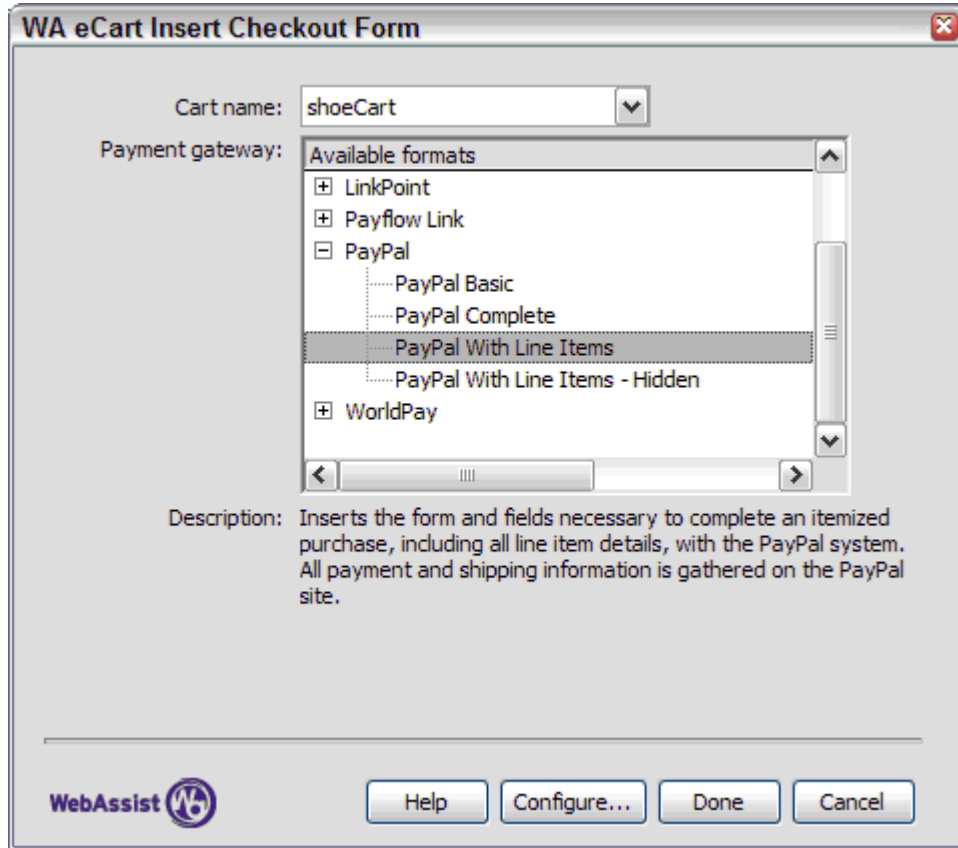 WA eCart Insert Checkout Form
Cart name: shoeCart
Payment gateway: Available formats
LinkPoint
Payflow Link
PayPal
PayPal Basic
PayPal Complete
PayPal With Line Items
PayPal With Line Items - Hidden
WorldPay
Description: Inserts the form and fields necessary to complete an itemized
purchase, including all line item details, with the PayPal system.
All payment and shipping information is gathered on the PayPal
site.
WebAssist Help Configure... Done Cancel